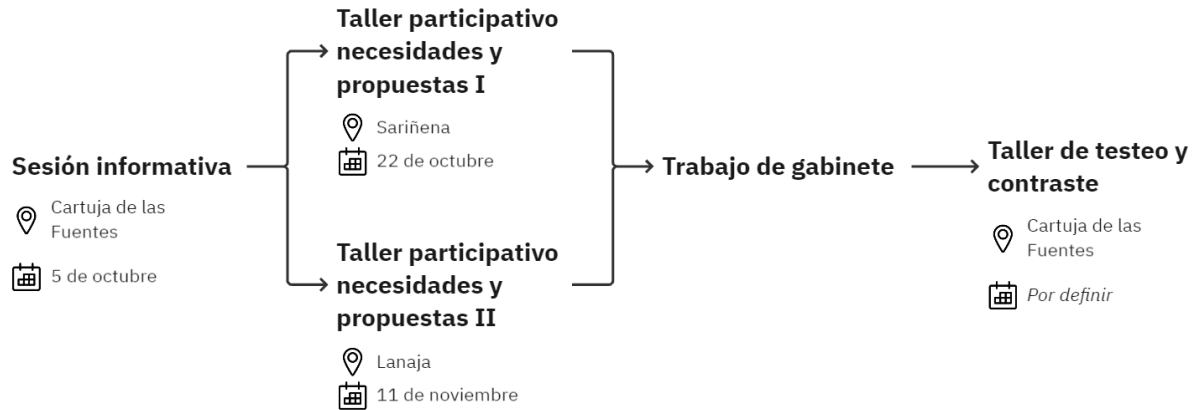 Sesión informativa
Cartuja de las
Fuentes
5 de octubre
Taller participativo
necesidades y
propuestas I
Sariñena
22 de octubre
Taller participativo
necesidades y
propuestas II
Lanaja
11 de noviembre
Trabajo de gabinete
Taller de testeo y
contraste
Cartuja de las
Fuentes
Por definir